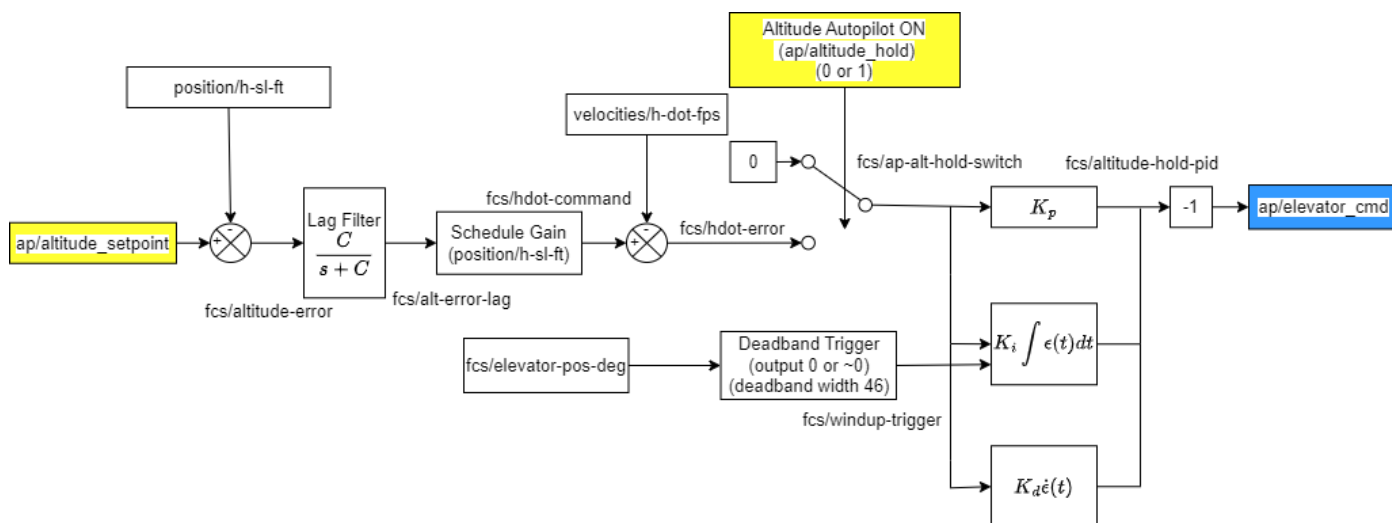 Altitude Autopilot ON
(ap/altitude_hold)
(0 or 1)
position/h-sl-ft
velocities/h-dot-fps
0
fcs/ap-alt-hold-switch
fcs/altitude-hold-pid
fcs/hdot-command
ap/altitude_setpoint
+
-
Lag Filter
C
s + C
Schedule Gain
(position/h-sl-ft)
+
-
fcs/hdot-error
K_p
-1
ap/elevator_cmd
fcs/altitude-error
fcs/alt-error-lag
fcs/elevator-pos-deg
Deadband Trigger
(output 0 or ~0)
(deadband width 46)
K_i ∫ ϵ(t)dt
fcs/windup-trigger
K_d ϵ̇(t)